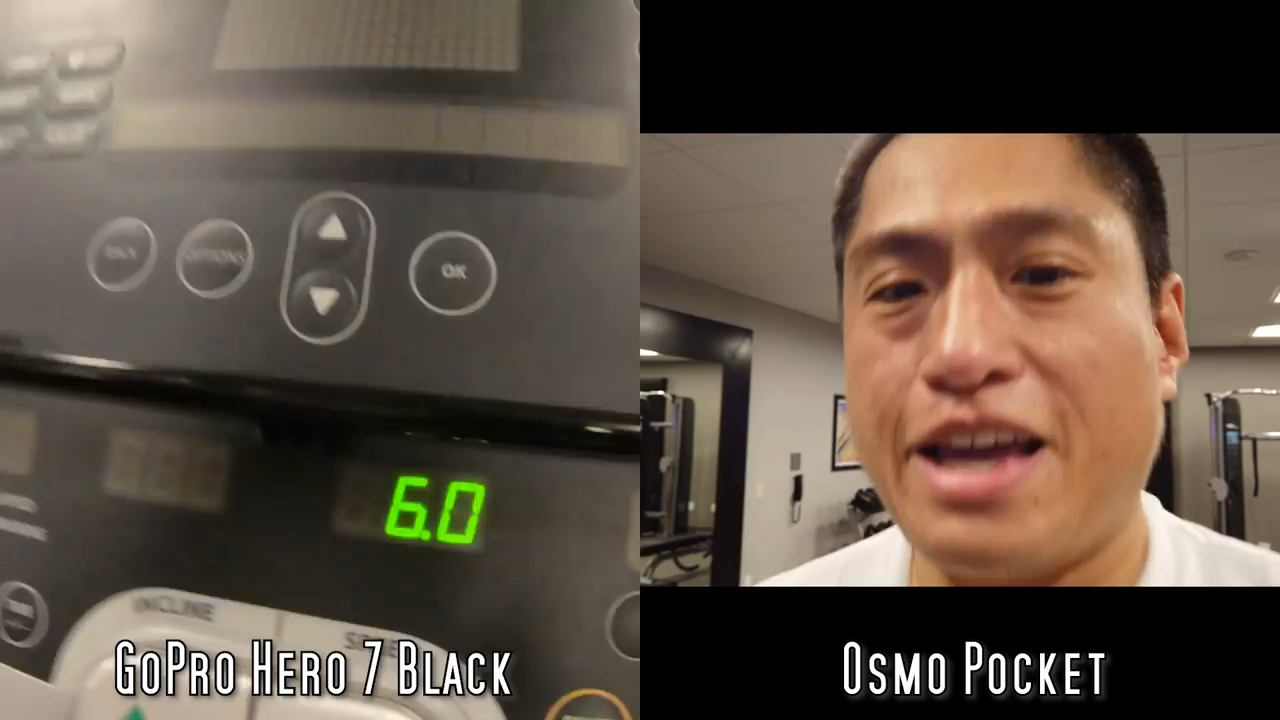 OPTIONS
OK
6.0
INCLINE
GoPro Hero 7 Black
Osmo Pocket